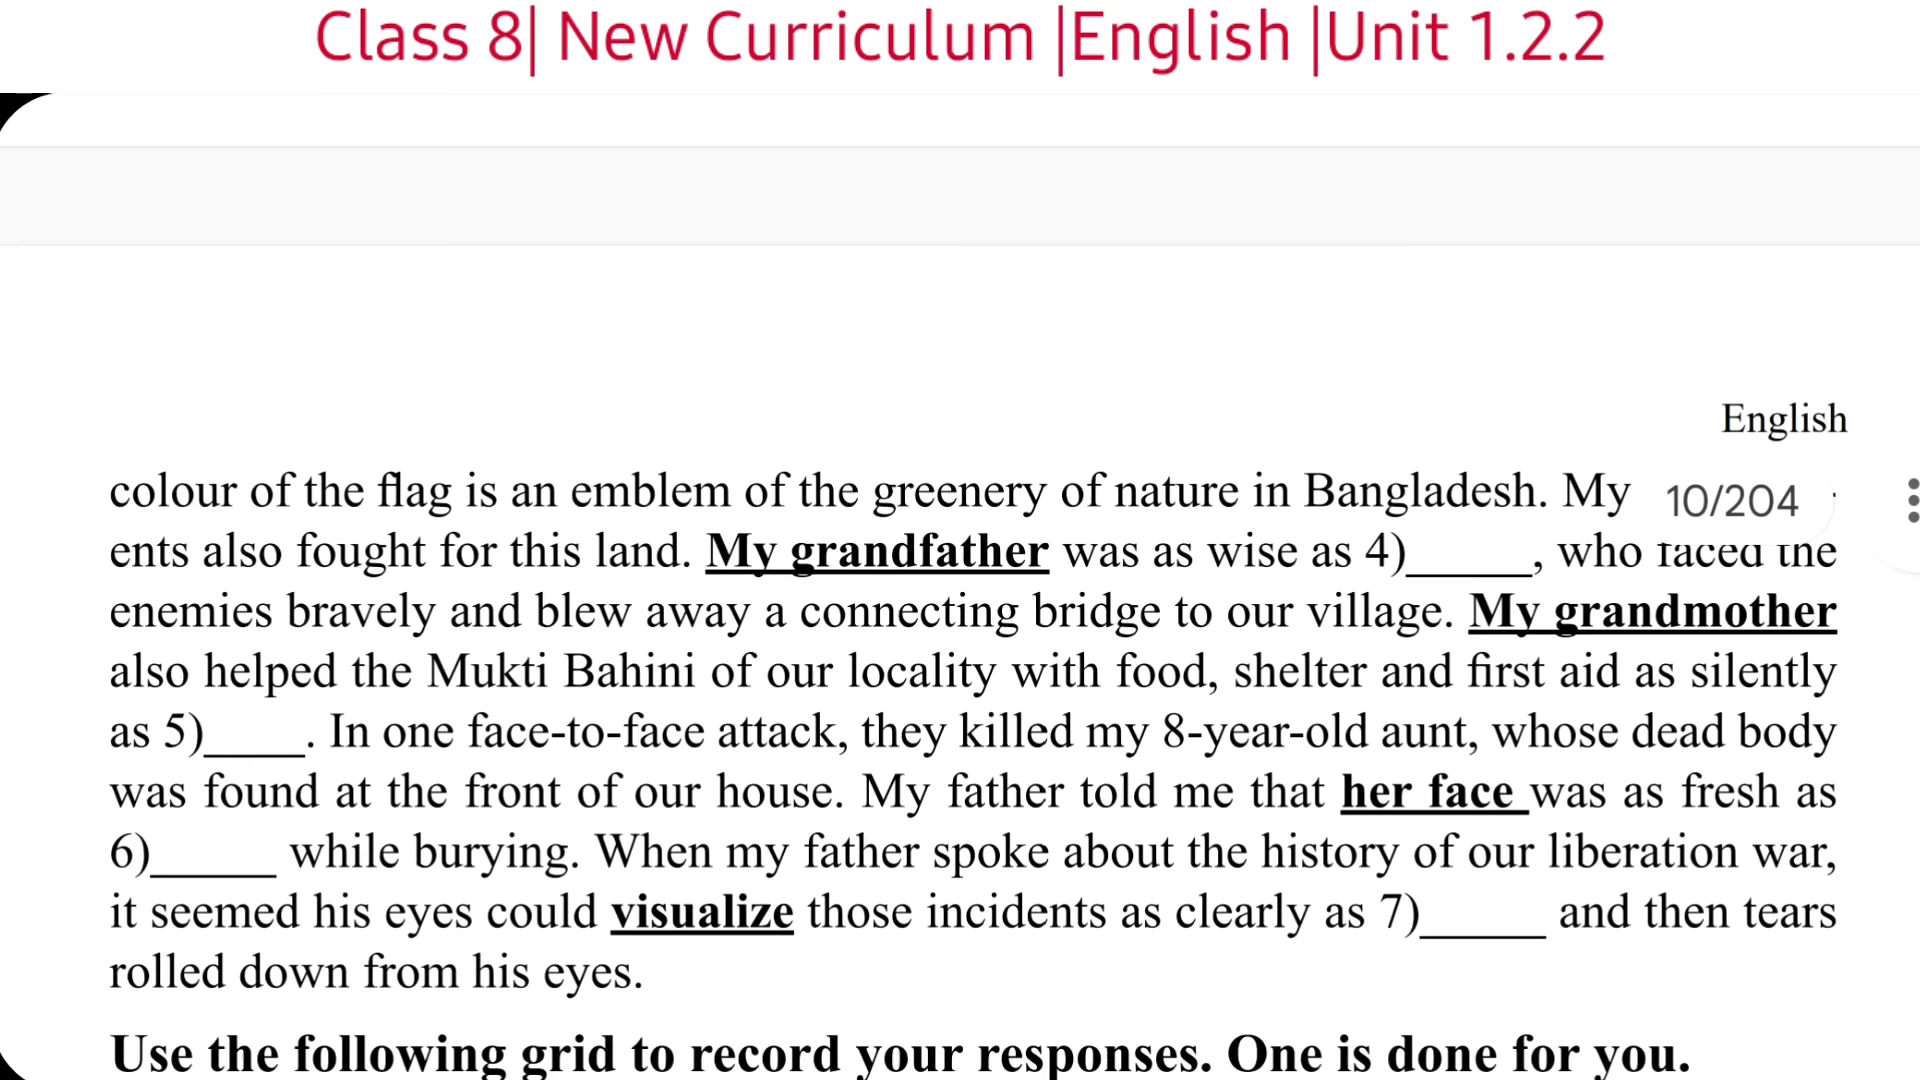 Class 8| New Curriculum |English |Unit 1.2.2
English
colour of the flag is an emblem of the greenery of nature in Bangladesh. My
10/204
ents also fought for this land. My grandfather was as wise as 4)_____, who faced the
enemies bravely and blew away a connecting bridge to our village. My grandmother
also helped the Mukti Bahini of our locality with food, shelter and first aid as silently
as 5)____. In one face-to-face attack, they killed my 8-year-old aunt, whose dead body
was found at the front of our house. My father told me that her face was as fresh as
6)_____ while burying. When my father spoke about the history of our liberation war,
it seemed his eyes could visualize those incidents as clearly as 7)_____ and then tears
rolled down from his eyes.
Use the following grid to record your responses. One is done for you.